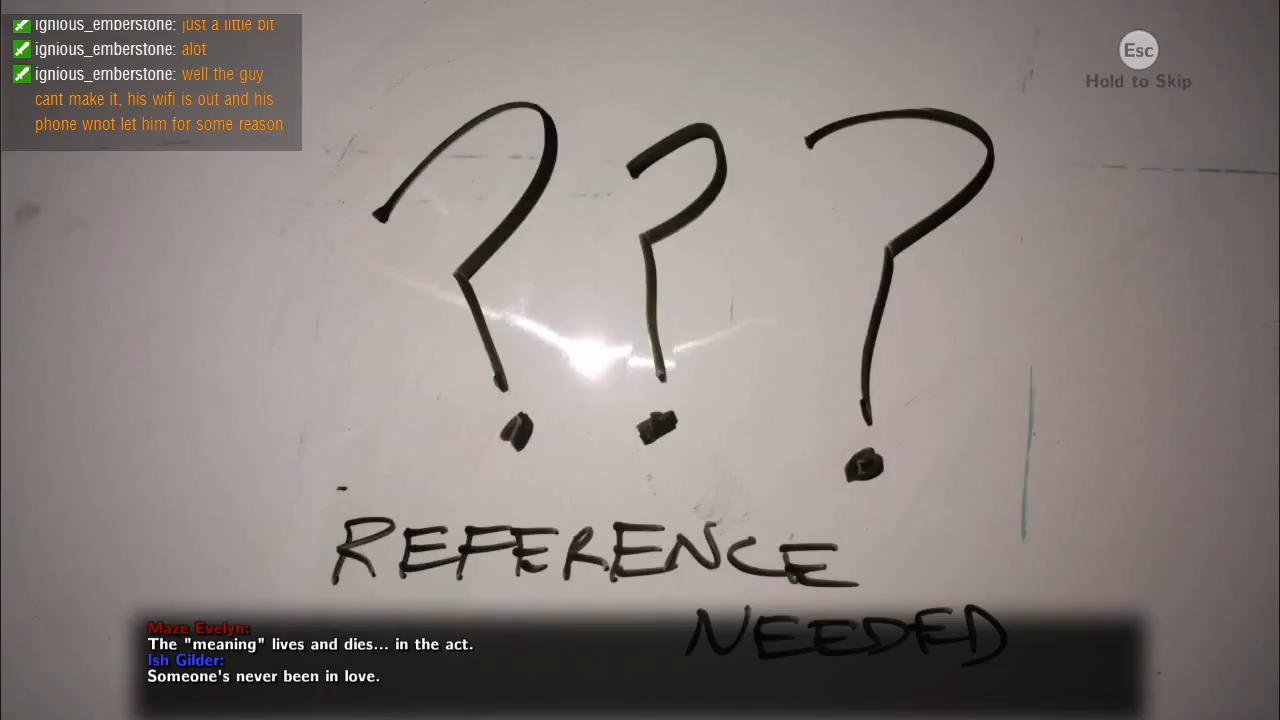 ignious_emberstone: just a little bit
ignious_emberstone: alot
ignious_emberstone: well the guy
cant make it, his wifi is out and his
phone wnot let him for some reason
Esc
Hold to Skip
? ? ?
REFERENCE
NEEDED
Maze Evelyn:
The "meaning" lives and dies... in the act.
Ish Gilder:
Someone's never been in love.